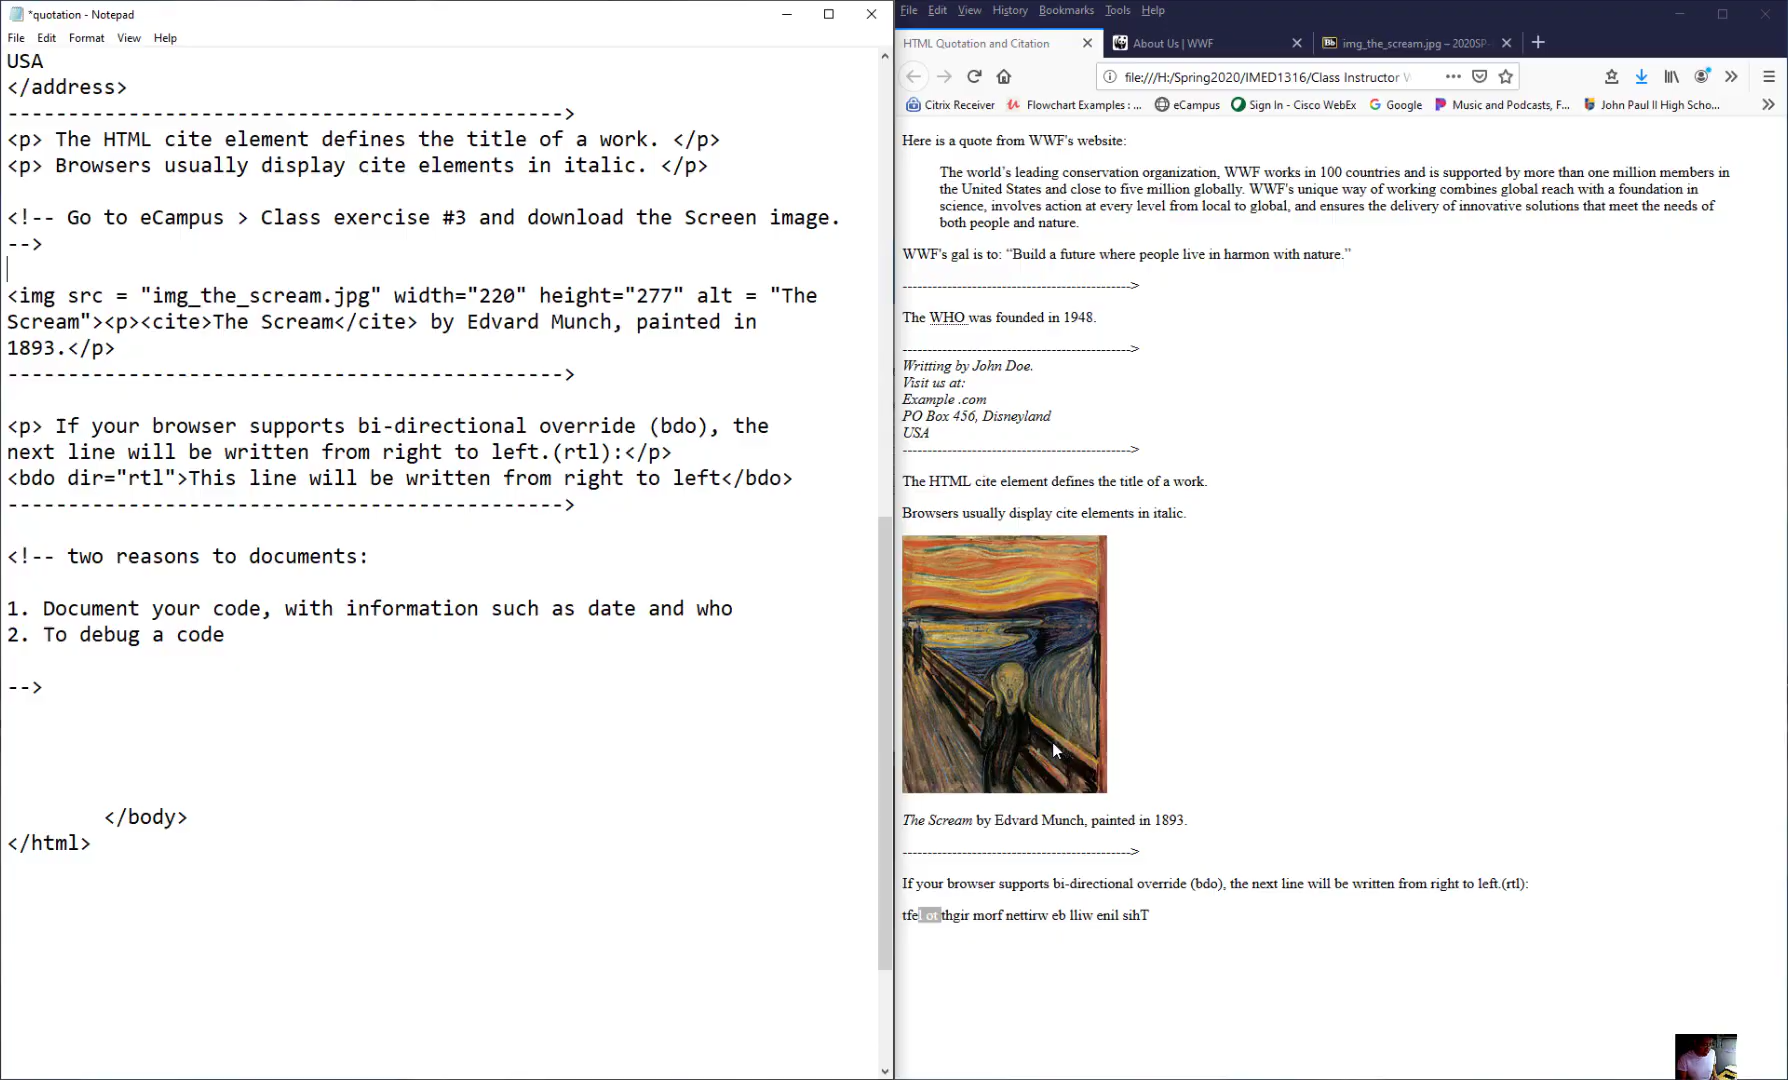 *quotation - Notepad
File Edit Format View Help
USA
</address>
---------------------------------------------->
<p> The HTML cite element defines the title of a work. </p>
<p> Browsers usually display cite elements in italic. </p>
<!-- Go to eCampus > Class exercise #3 and download the Screen image.
-->
<img src = "img_the_scream.jpg" width="220" height="277" alt = "The
Scream"><p><cite>The Scream</cite> by Edvard Munch, painted in
1893.</p>
---------------------------------------------->
<p> If your browser supports bi-directional override (bdo), the
next line will be written from right to left.(rtl):</p>
<bdo dir="rtl">This line will be written from right to left</bdo>
---------------------------------------------->
<!-- two reasons to documents:
1. Document your code, with information such as date and who
2. To debug a code
-->
</body>
</html>
File Edit View History Bookmarks Tools Help
HTML Quotation and Citation
About Us | WWF
Bb img_the_scream.jpg – 2020SP-
file:///H:/Spring2020/IMED1316/Class Instructor
Citrix Receiver Flowchart Examples : ... eCampus Sign In - Cisco WebEx Google Music and Podcasts, F... John Paul II High Scho...
Here is a quote from WWF's website:
The world’s leading conservation organization, WWF works in 100 countries and is supported by more than one million members in
the United States and close to five million globally. WWF's unique way of working combines global reach with a foundation in
science, involves action at every level from local to global, and ensures the delivery of innovative solutions that meet the needs of
both people and nature.
WWF's gal is to: “Build a future where people live in harmon with nature.”
---------------------------------------------->
The WHO was founded in 1948.
---------------------------------------------->
Writting by John Doe.
Visit us at:
Example .com
PO Box 456, Disneyland
USA
---------------------------------------------->
The HTML cite element defines the title of a work.
Browsers usually display cite elements in italic.
The Scream by Edvard Munch, painted in 1893.
---------------------------------------------->
If your browser supports bi-directional override (bdo), the next line will be written from right to left.(rtl):
tfel ot thgir morf nettirw eb lliw enil sihT